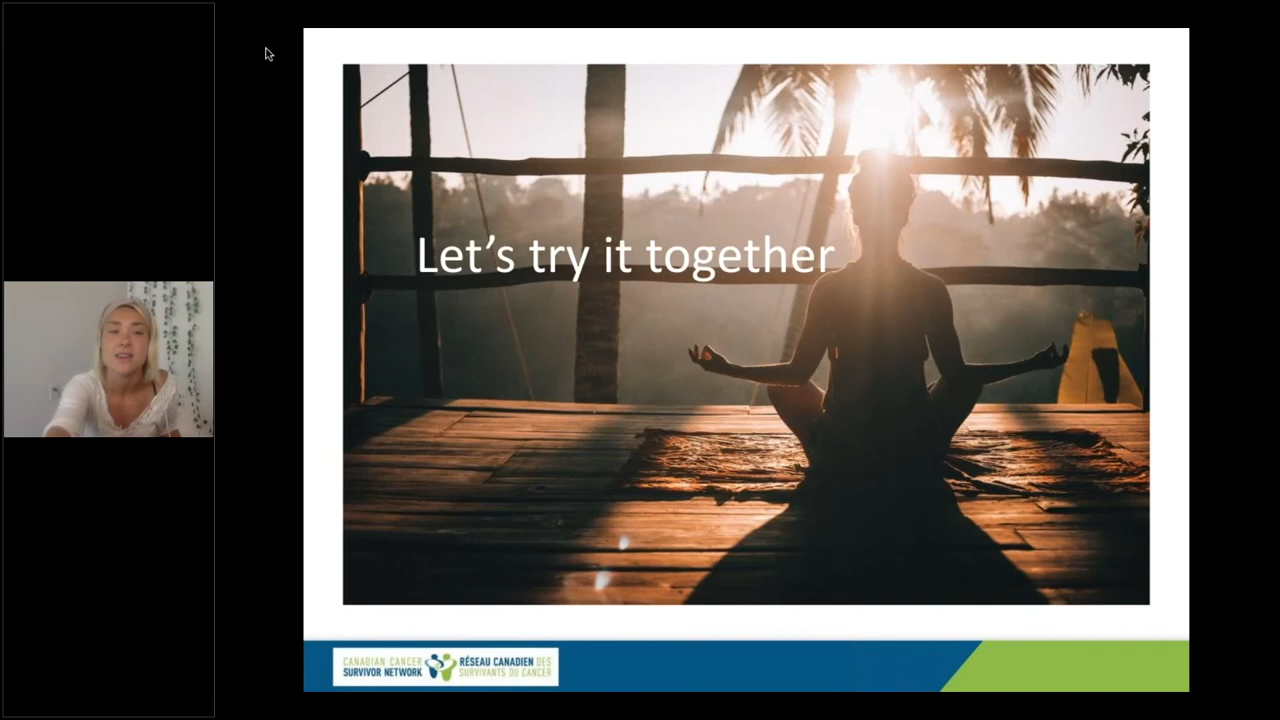 Let's try it together
CANADIAN CANCER
SURVIVOR NETWORK
RÉSEAU CANADIEN DES
SURVIVANTS DU CANCER